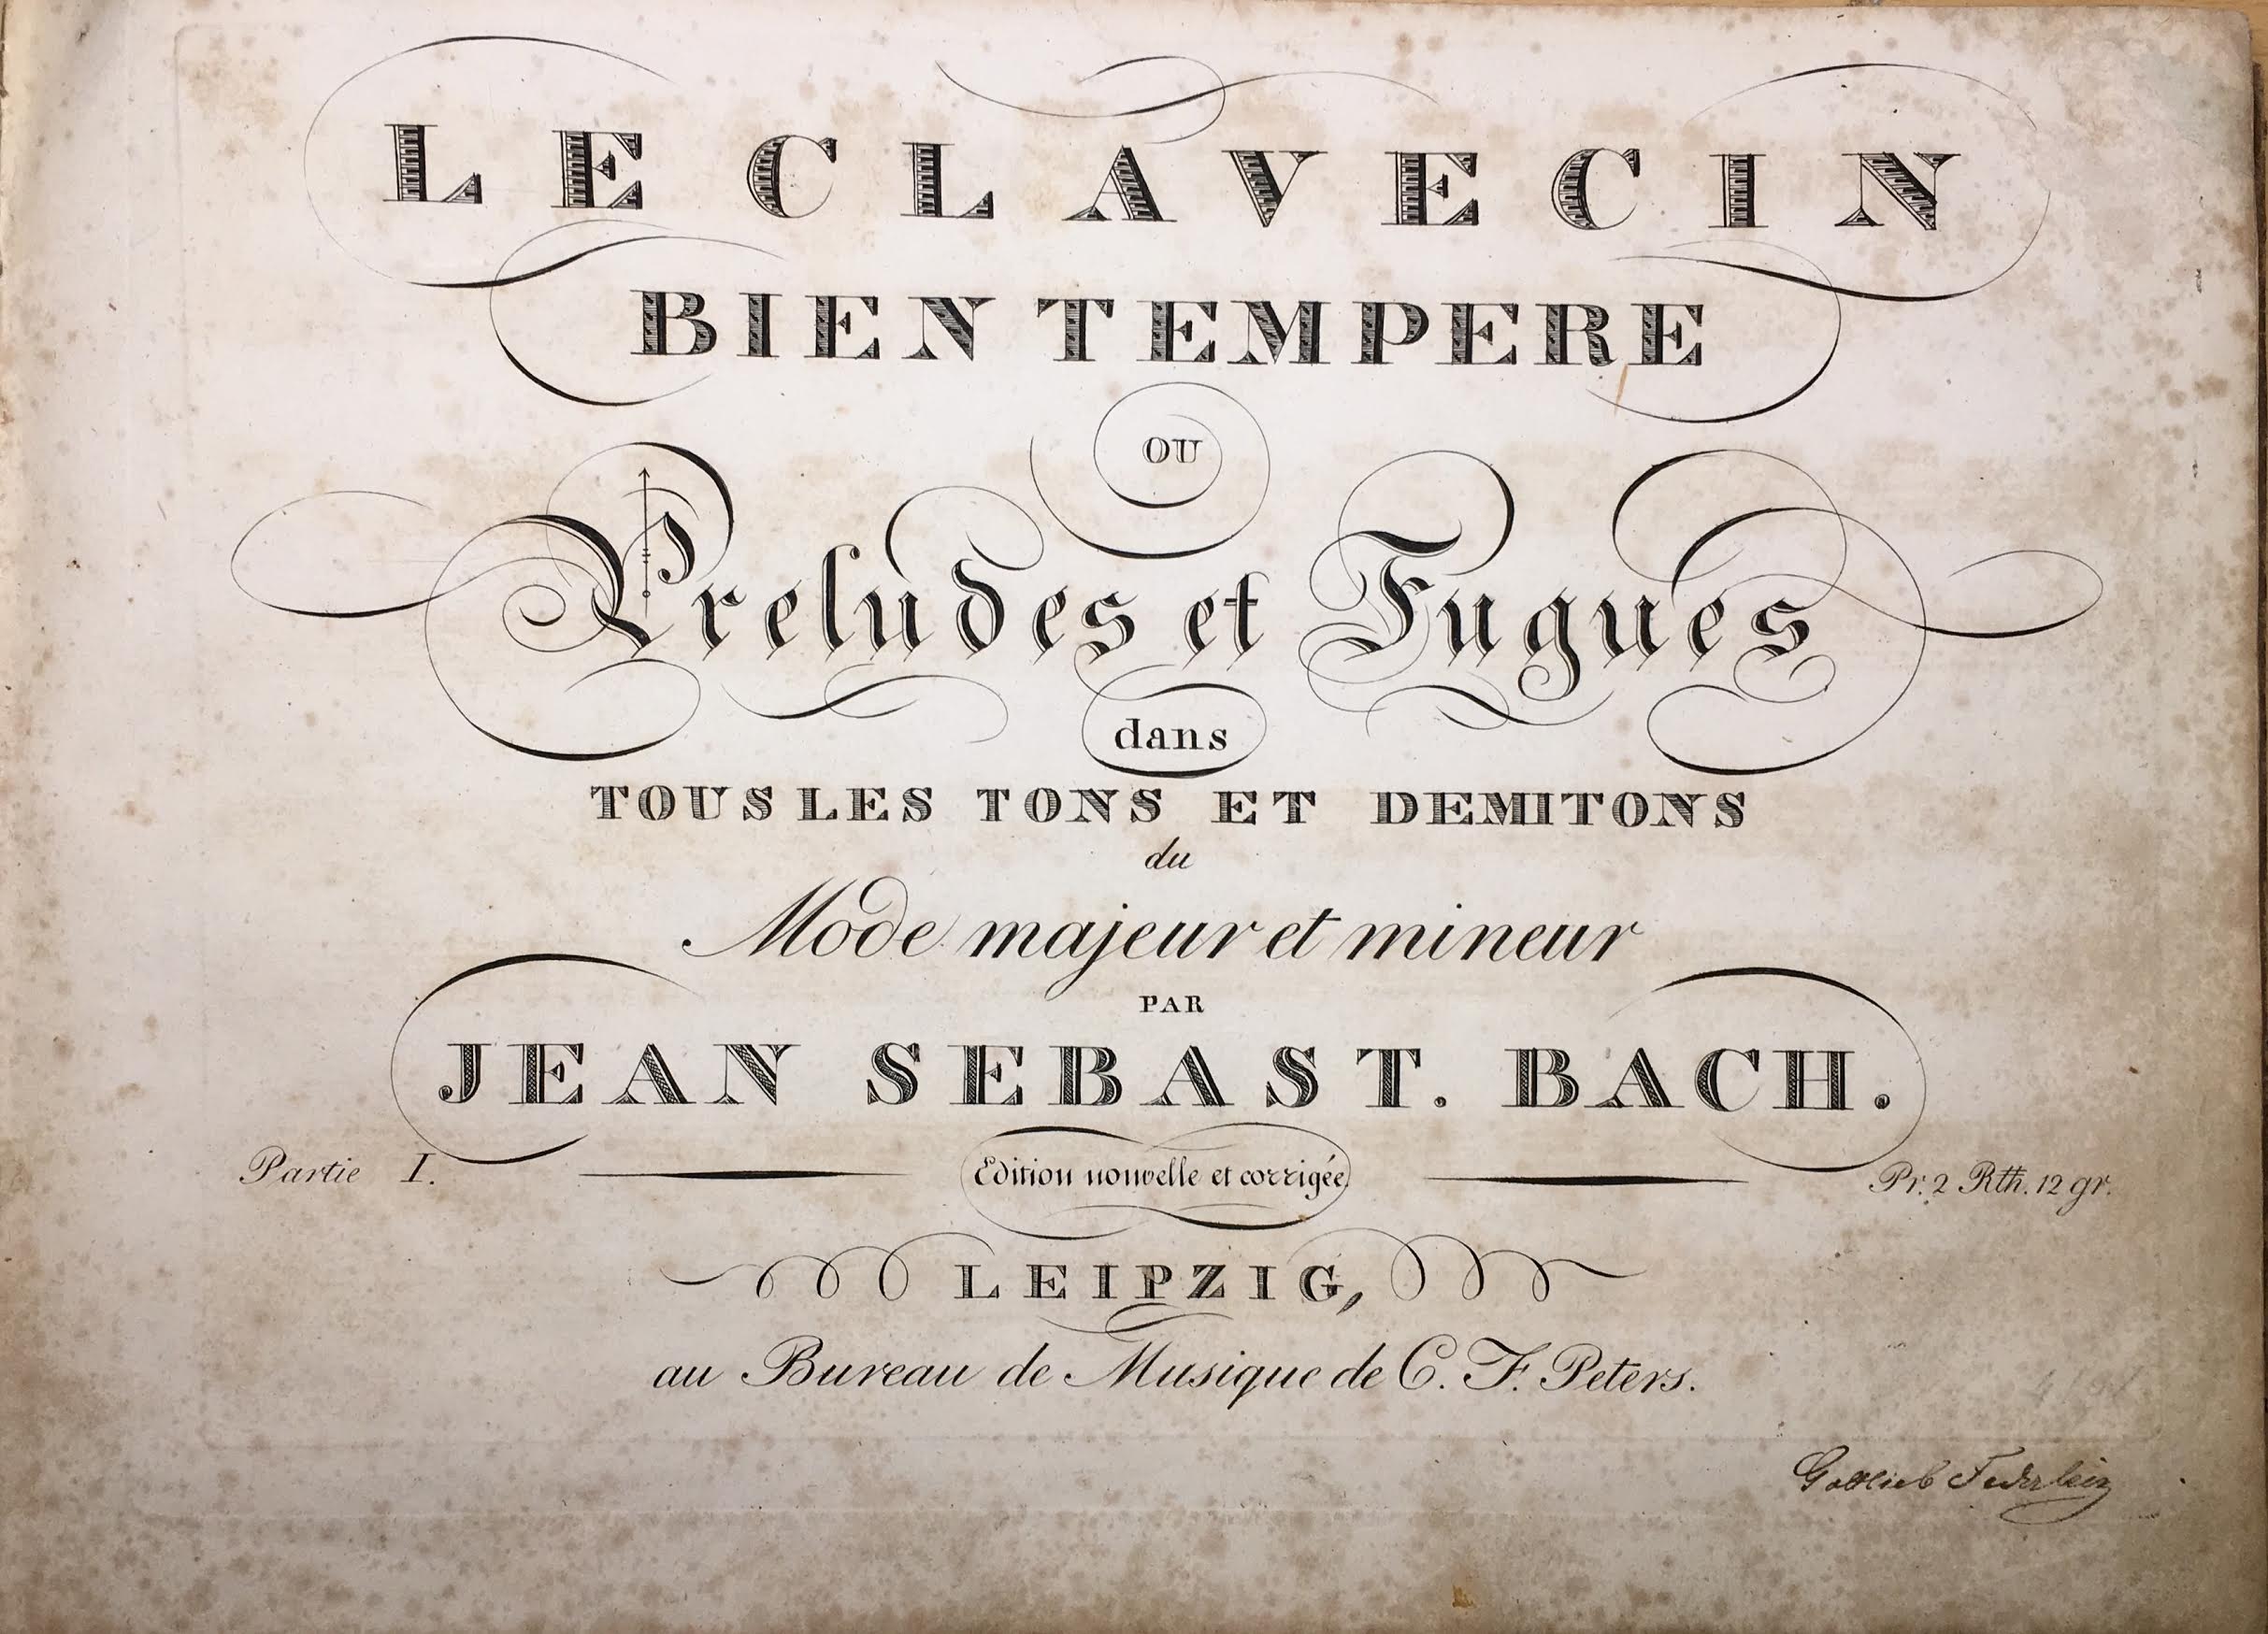 LE CLAVECIN
BIEN TEMPERE
OU
Preludes et Fugues
dans
TOUS LES TONS ET DEMITONS
du
Mode majeur et mineur
PAR
JEAN SEBAST. BACH.
Partie I.
Edition nouvelle et corrigée
Pr. 2 Rth. 12 gr.
LEIPZIG,
au Bureau de Musique de C. F. Peters.
Gottlieb Federlein